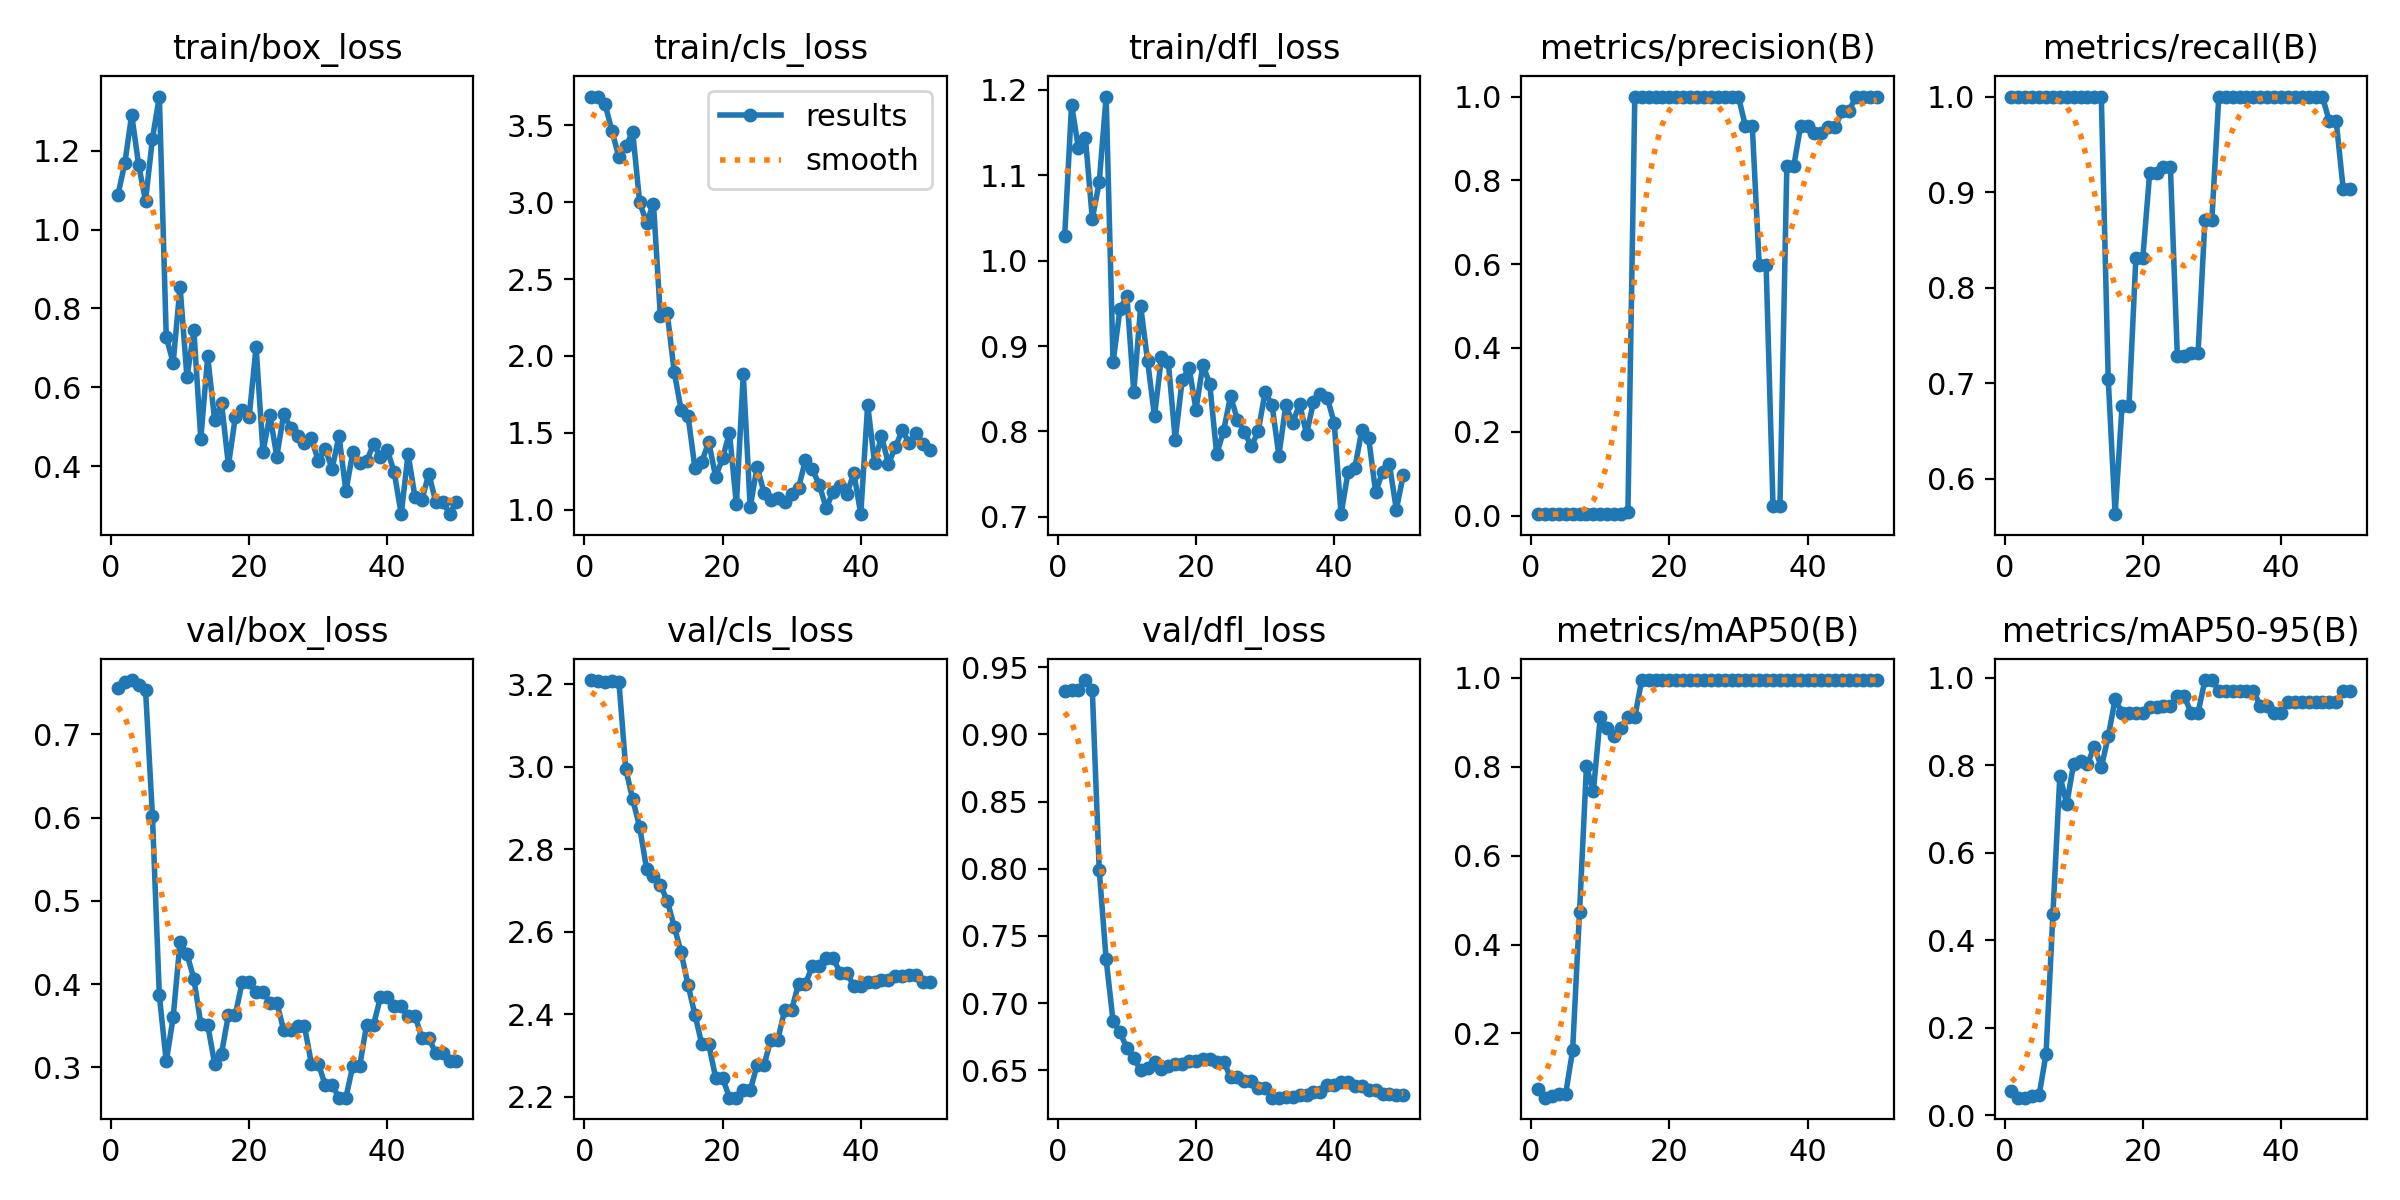 train/box_loss
1.2
1.0
0.8
0.6
0.4
0 20 40
train/cls_loss
results
smooth
3.5
3.0
2.5
2.0
1.5
1.0
0 20 40
train/dfl_loss
1.2
1.1
1.0
0.9
0.8
0.7
0 20 40
metrics/precision(B)
1.0
0.8
0.6
0.4
0.2
0.0
0 20 40
metrics/recall(B)
1.0
0.9
0.8
0.7
0.6
0 20 40
val/box_loss
0.7
0.6
0.5
0.4
0.3
0 20 40
val/cls_loss
3.2
3.0
2.8
2.6
2.4
2.2
0 20 40
val/dfl_loss
0.95
0.90
0.85
0.80
0.75
0.70
0.65
0 20 40
metrics/mAP50(B)
1.0
0.8
0.6
0.4
0.2
0 20 40
metrics/mAP50-95(B)
1.0
0.8
0.6
0.4
0.2
0.0
0 20 40